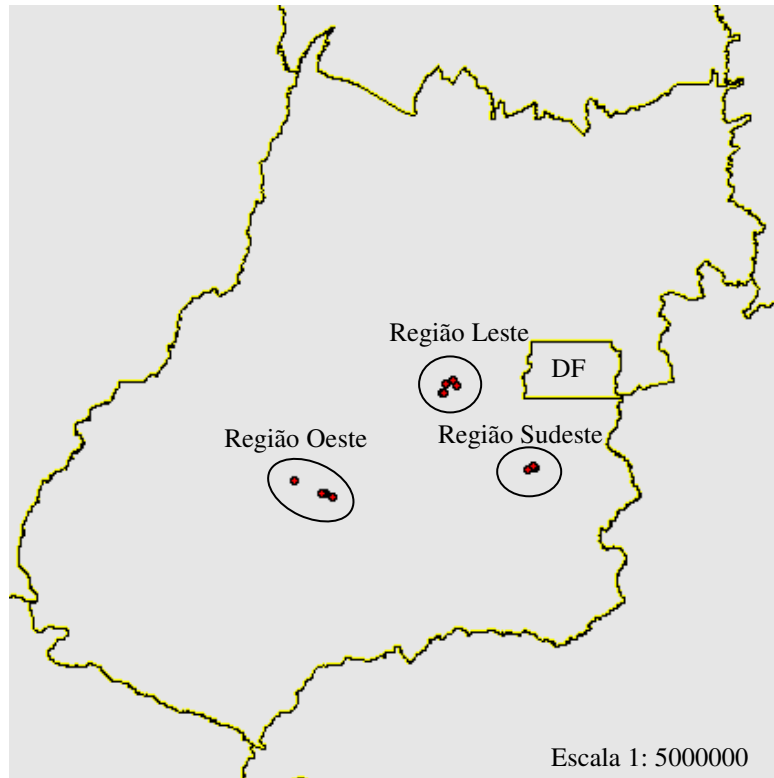 Região Leste
DF
Região Oeste
Região Sudeste
Escala 1: 5000000